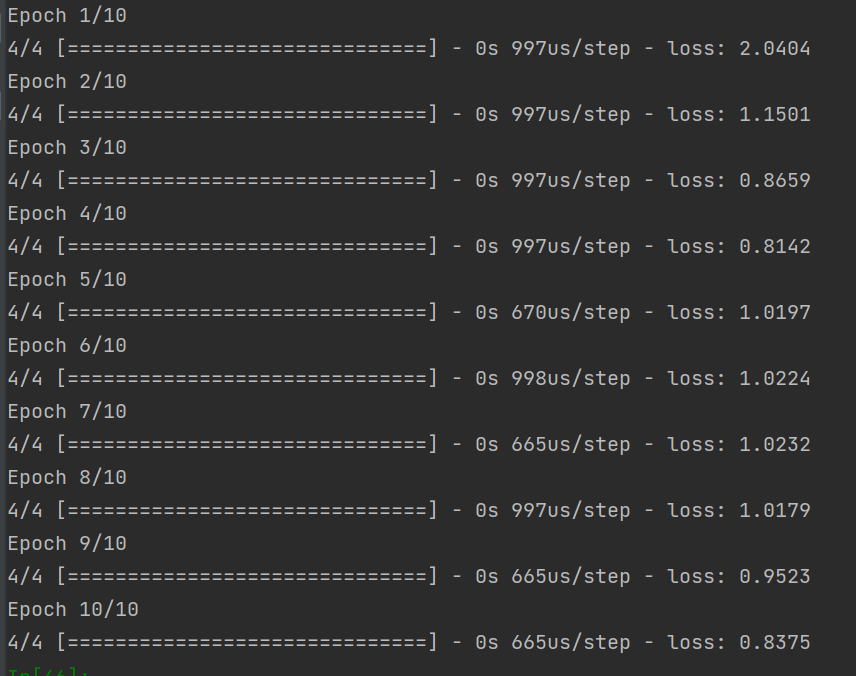 Epoch 1/10
4/4 [==============================] - 0s 997us/step - loss: 2.0404
Epoch 2/10
4/4 [==============================] - 0s 997us/step - loss: 1.1501
Epoch 3/10
4/4 [==============================] - 0s 997us/step - loss: 0.8659
Epoch 4/10
4/4 [==============================] - 0s 997us/step - loss: 0.8142
Epoch 5/10
4/4 [==============================] - 0s 670us/step - loss: 1.0197
Epoch 6/10
4/4 [==============================] - 0s 998us/step - loss: 1.0224
Epoch 7/10
4/4 [==============================] - 0s 665us/step - loss: 1.0232
Epoch 8/10
4/4 [==============================] - 0s 997us/step - loss: 1.0179
Epoch 9/10
4/4 [==============================] - 0s 665us/step - loss: 0.9523
Epoch 10/10
4/4 [==============================] - 0s 665us/step - loss: 0.8375